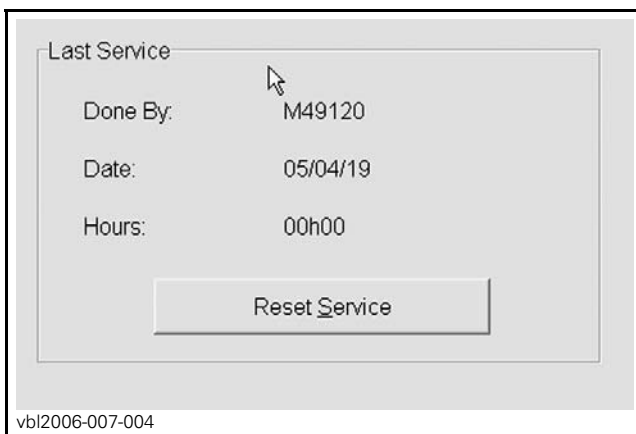 Last Service
Done By: M49120
Date: 05/04/19
Hours: 00h00
Reset Service
vbl2006-007-004